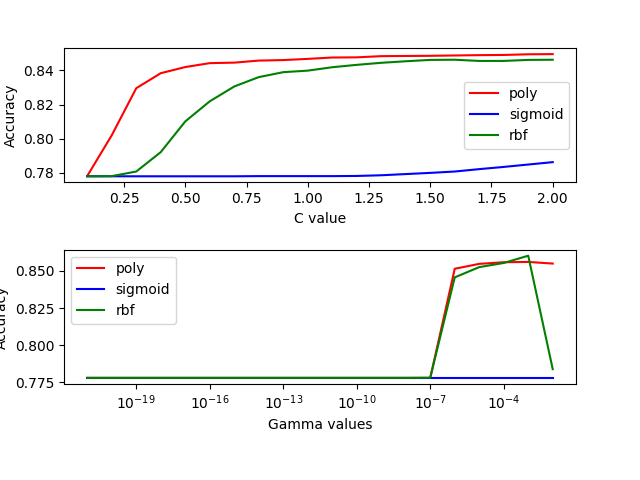 0.84
0.82
0.80
0.78
Accuracy
poly
sigmoid
rbf
0.25 0.50 0.75 1.00 1.25 1.50 1.75 2.00
C value
0.850
0.825
0.800
0.775
Accuracy
poly
sigmoid
rbf
10⁻¹⁹ 10⁻¹⁶ 10⁻¹³ 10⁻¹⁰ 10⁻⁷ 10⁻⁴
Gamma values